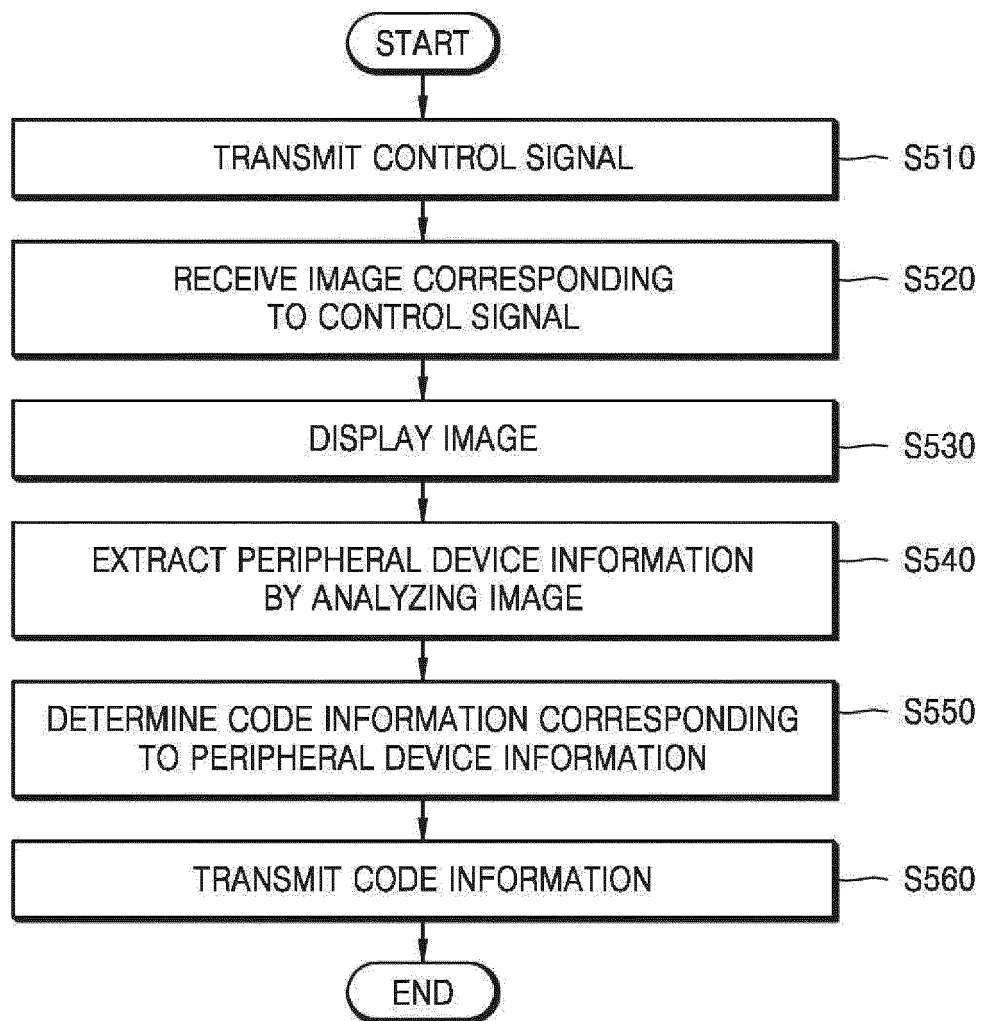 START
TRANSMIT CONTROL SIGNAL
S510
RECEIVE IMAGE CORRESPONDING
TO CONTROL SIGNAL
S520
DISPLAY IMAGE
S530
EXTRACT PERIPHERAL DEVICE INFORMATION
BY ANALYZING IMAGE
S540
DETERMINE CODE INFORMATION CORRESPONDING
TO PERIPHERAL DEVICE INFORMATION
S550
TRANSMIT CODE INFORMATION
S560
END